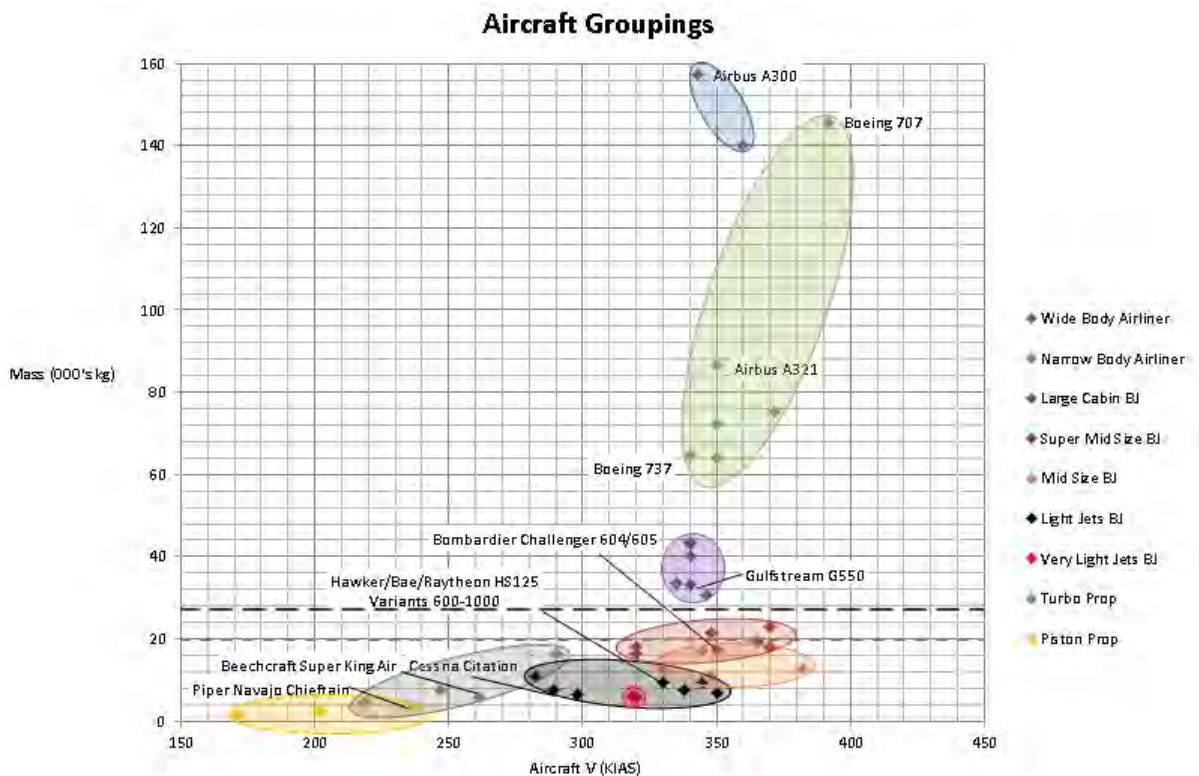 Aircraft Groupings
160
140
120
100
80
60
40
20
0
Mass (000's kg)
150
200
250
300
350
400
450
Aircraft V (KIAS)
Airbus A300
Boeing 707
Airbus A321
Boeing 737
Bombardier Challenger 604/605
Gulfstream G550
Hawker/Bae/Raytheon HS125
Variants 600-1000
Beechcraft Super King Air
Cessna Citation
Piper Navajo Chieftain
Wide Body Airliner
Narrow Body Airliner
Large Cabin BJ
Super Mid Size BJ
Mid Size BJ
Light Jets BJ
Very Light Jets BJ
Turbo Prop
Piston Prop